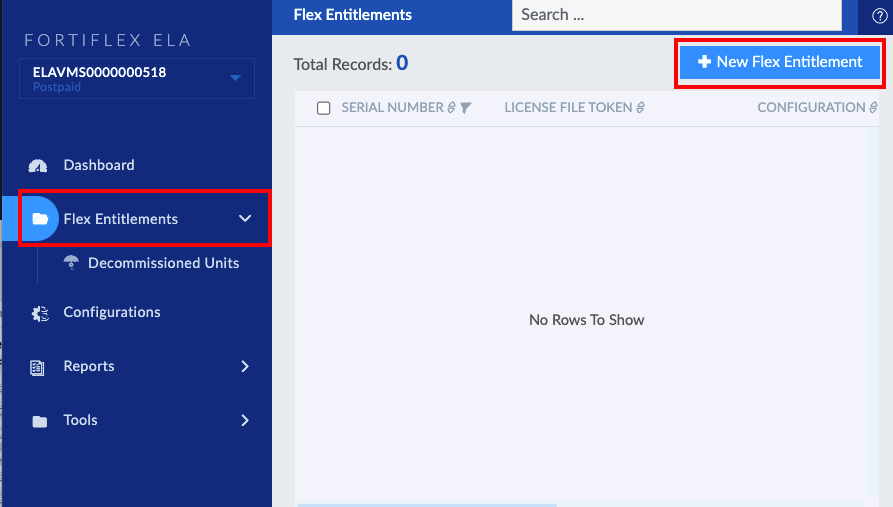 FORTIFLEX ELA
ELAVMS0000000518
Postpaid
Dashboard
Flex Entitlements
Decommissioned Units
Configurations
Reports
Tools
Flex Entitlements
Search ...
Total Records: 0
New Flex Entitlement
SERIAL NUMBER LICENSE FILE TOKEN CONFIGURATION
No Rows To Show